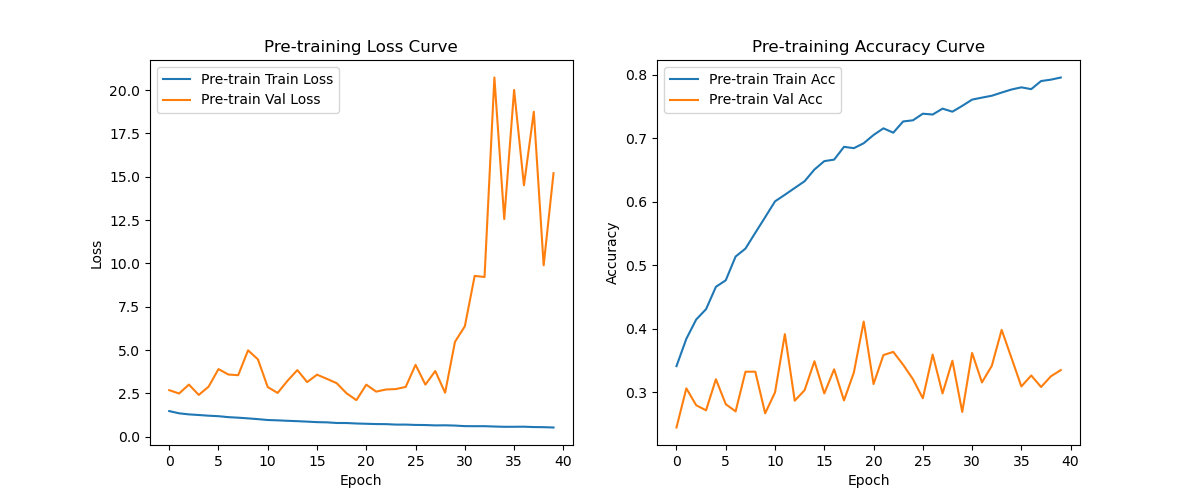 Pre-training Loss Curve
Pre-train Train Loss
Pre-train Val Loss
20.0
17.5
15.0
12.5
10.0
7.5
5.0
2.5
0.0
Loss
0 5 10 15 20 25 30 35 40
Epoch
Pre-training Accuracy Curve
Pre-train Train Acc
Pre-train Val Acc
0.8
0.7
0.6
0.5
0.4
0.3
Accuracy
0 5 10 15 20 25 30 35 40
Epoch